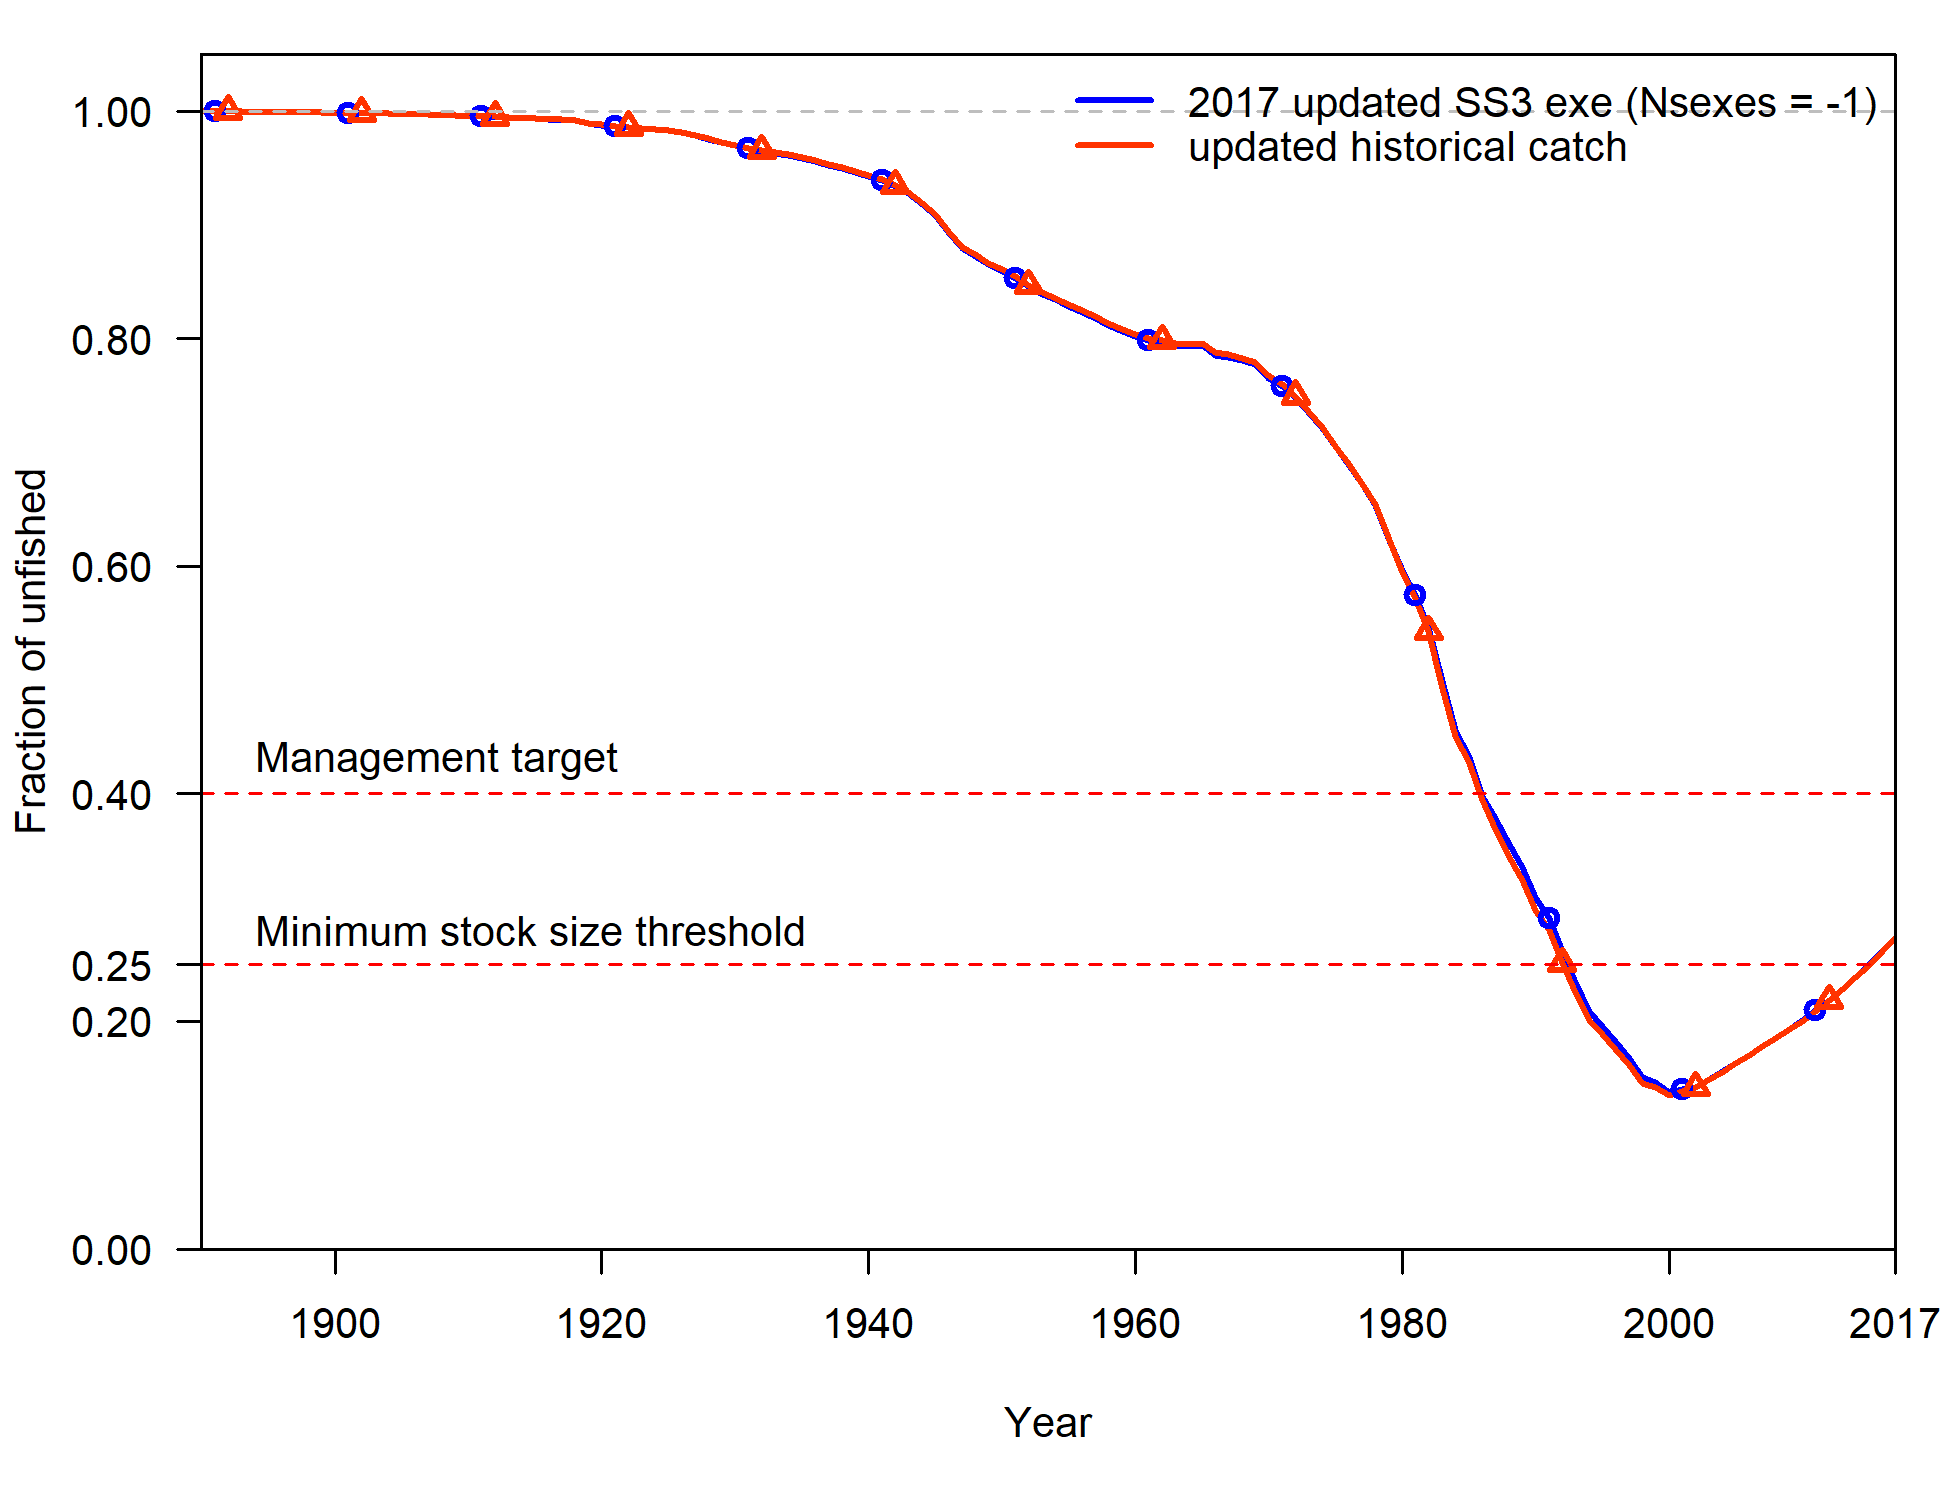 2017 updated SS3 exe (Nsexes = -1)
updated historical catch
1.00
0.80
0.60
0.40
0.25
0.20
0.00
Fraction of unfished
Management target
Minimum stock size threshold
1900
1920
1940
1960
1980
2000
2017
Year